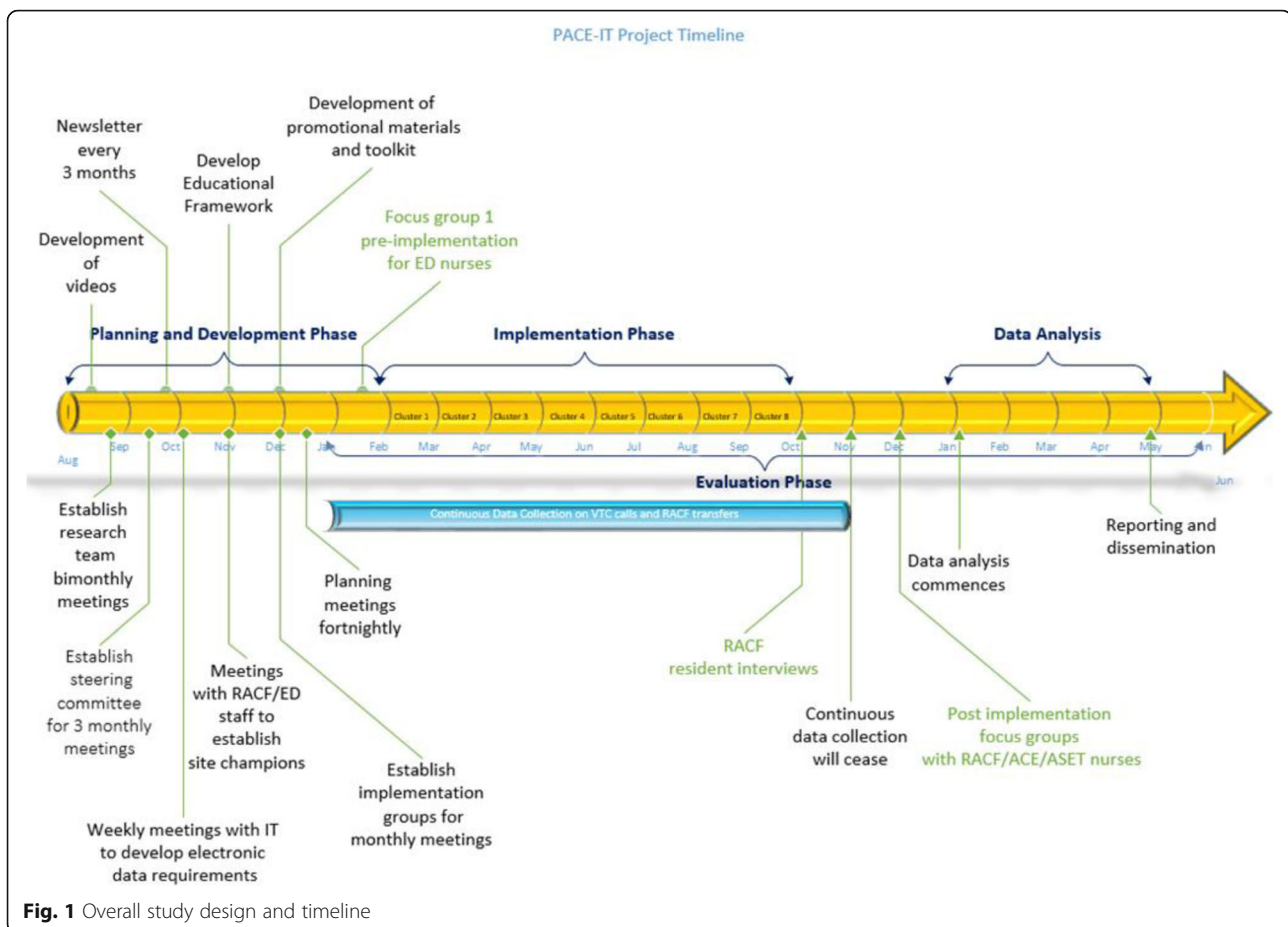 PACE-IT Project Timeline
Newsletter
every
3 months
Development of
promotional materials
and toolkit
Develop
Educational
Framework
Focus group 1
pre-implementation
for ED nurses
Development
of
videos
Planning and Development Phase
Implementation Phase
Data Analysis
Cluster 1
Cluster 2
Cluster 3
Cluster 4
Cluster 5
Cluster 6
Cluster 7
Cluster 8
Aug
Sep
Oct
Nov
Dec
Jan
Feb
Mar
Apr
May
Jun
Jul
Aug
Sep
Oct
Nov
Dec
Jan
Feb
Mar
Apr
May
Jun
Evaluation Phase
Continuous Data Collection on VTC calls and RACF transfers
Establish
research
team
bimonthly
meetings
Establish
steering
committee
for 3 monthly
meetings
Weekly meetings with IT
to develop electronic
data requirements
Meetings
with RACF/ED
staff to
establish
site champions
Establish
implementation
groups for
monthly meetings
Planning
meetings
fortnightly
RACF
resident interviews
Continuous
data collection
will cease
Post implementation
focus groups
with RACF/ACE/ASET nurses
Data analysis
commences
Reporting and
dissemination
Fig. 1 Overall study design and timeline